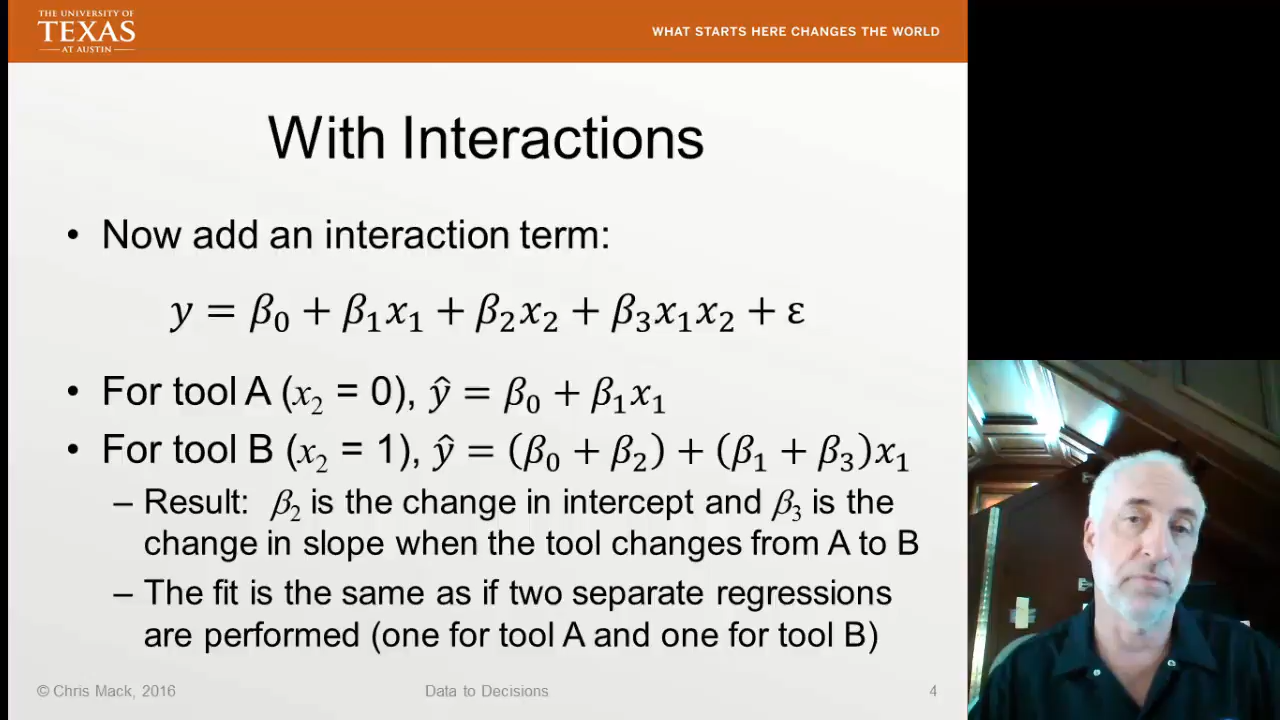 THE UNIVERSITY OF
TEXAS
AT AUSTIN
WHAT STARTS HERE CHANGES THE WORLD
With Interactions
• Now add an interaction term:
y = β₀ + β₁x₁ + β₂x₂ + β₃x₁x₂ + ε
• For tool A (x₂ = 0), ŷ = β₀ + β₁x₁
• For tool B (x₂ = 1), ŷ = (β₀ + β₂) + (β₁ + β₃)x₁
– Result: β₂ is the change in intercept and β₃ is the
change in slope when the tool changes from A to B
– The fit is the same as if two separate regressions
are performed (one for tool A and one for tool B)
© Chris Mack, 2016
Data to Decisions
4